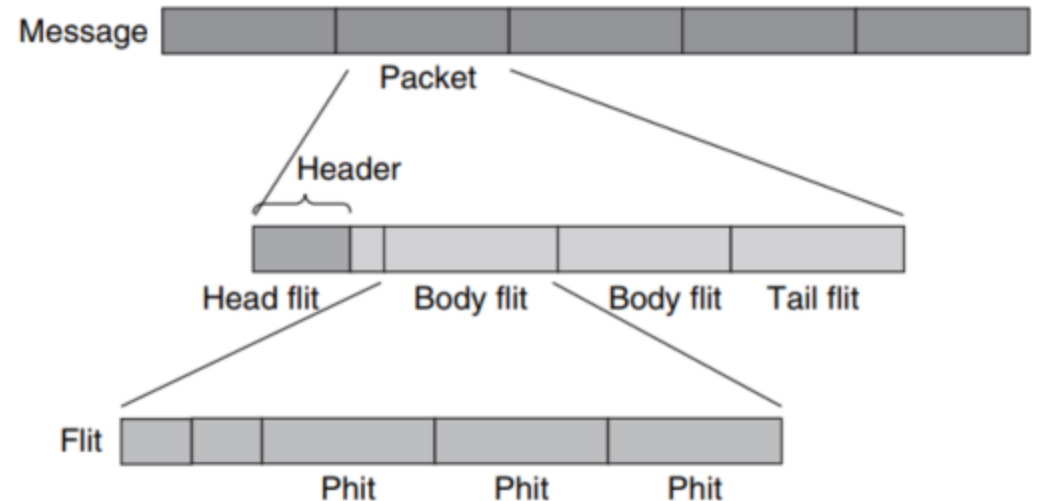 Message
Packet
Header
Head flit Body flit Body flit Tail flit
Flit
Phit Phit Phit